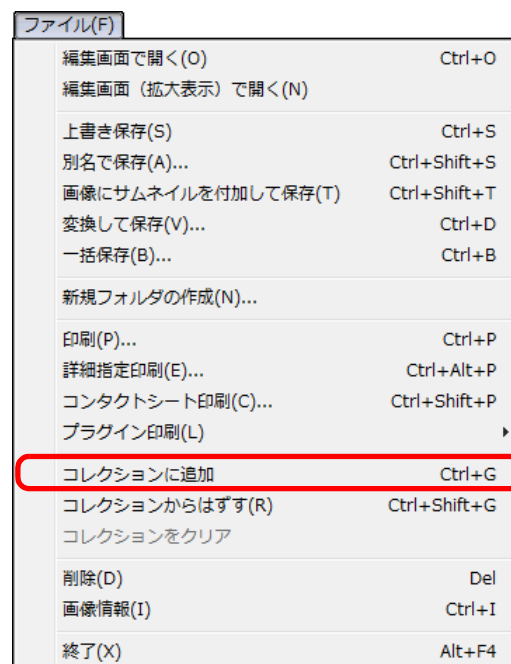 ファイル(F)
編集画面で開く(O) Ctrl+O
編集画面（拡大表示）で開く(N)
上書き保存(S) Ctrl+S
別名で保存(A)... Ctrl+Shift+S
画像にサムネイルを付加して保存(T) Ctrl+Shift+T
変換して保存(V)... Ctrl+D
一括保存(B)... Ctrl+B
新規フォルダの作成(N)...
印刷(P)... Ctrl+P
詳細指定印刷(E)... Ctrl+Alt+P
コンタクトシート印刷(C)... Ctrl+Shift+P
プラグイン印刷(L)
コレクションに追加 Ctrl+G
コレクションからはずす(R) Ctrl+Shift+G
コレクションをクリア
削除(D) Del
画像情報(I) Ctrl+I
終了(X) Alt+F4